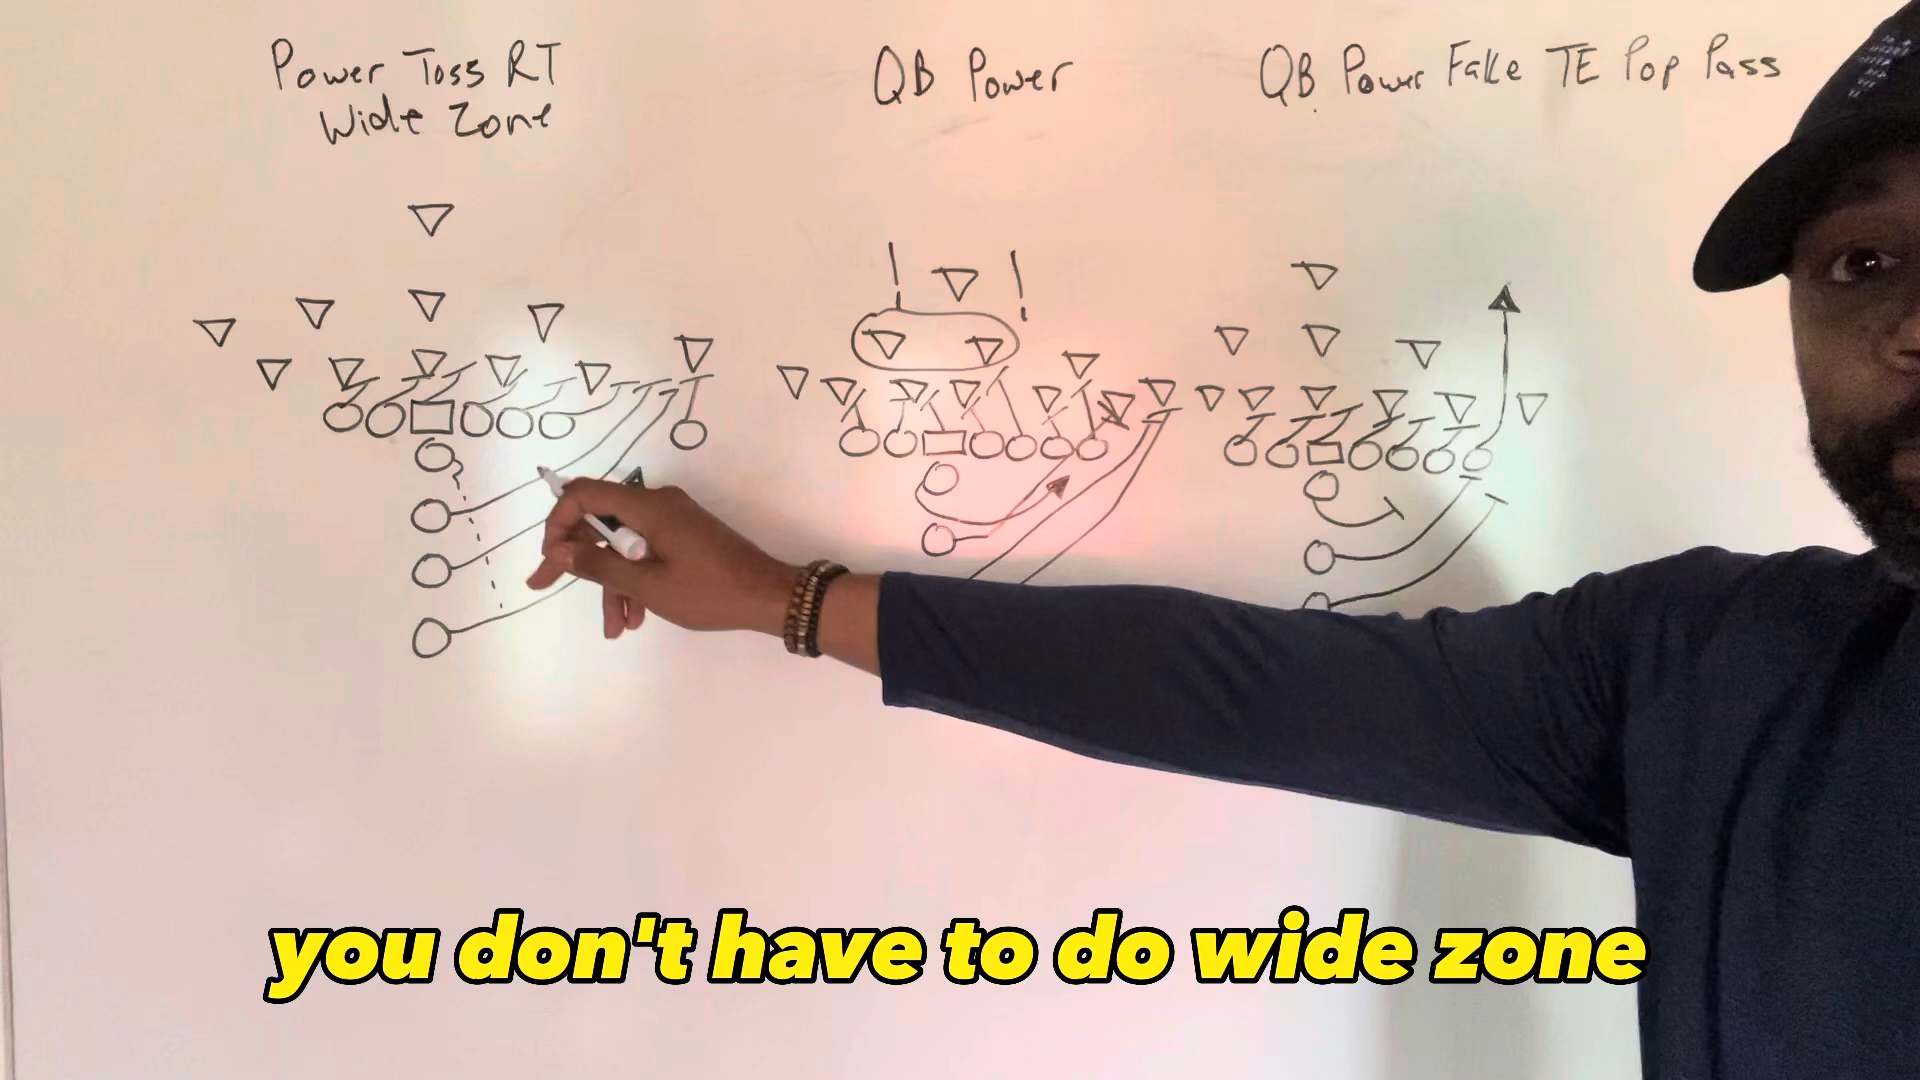 Power Toss RT
Wide Zone
QB Power
QB Power Fake TE Pop Pass
you don't have to do wide zone